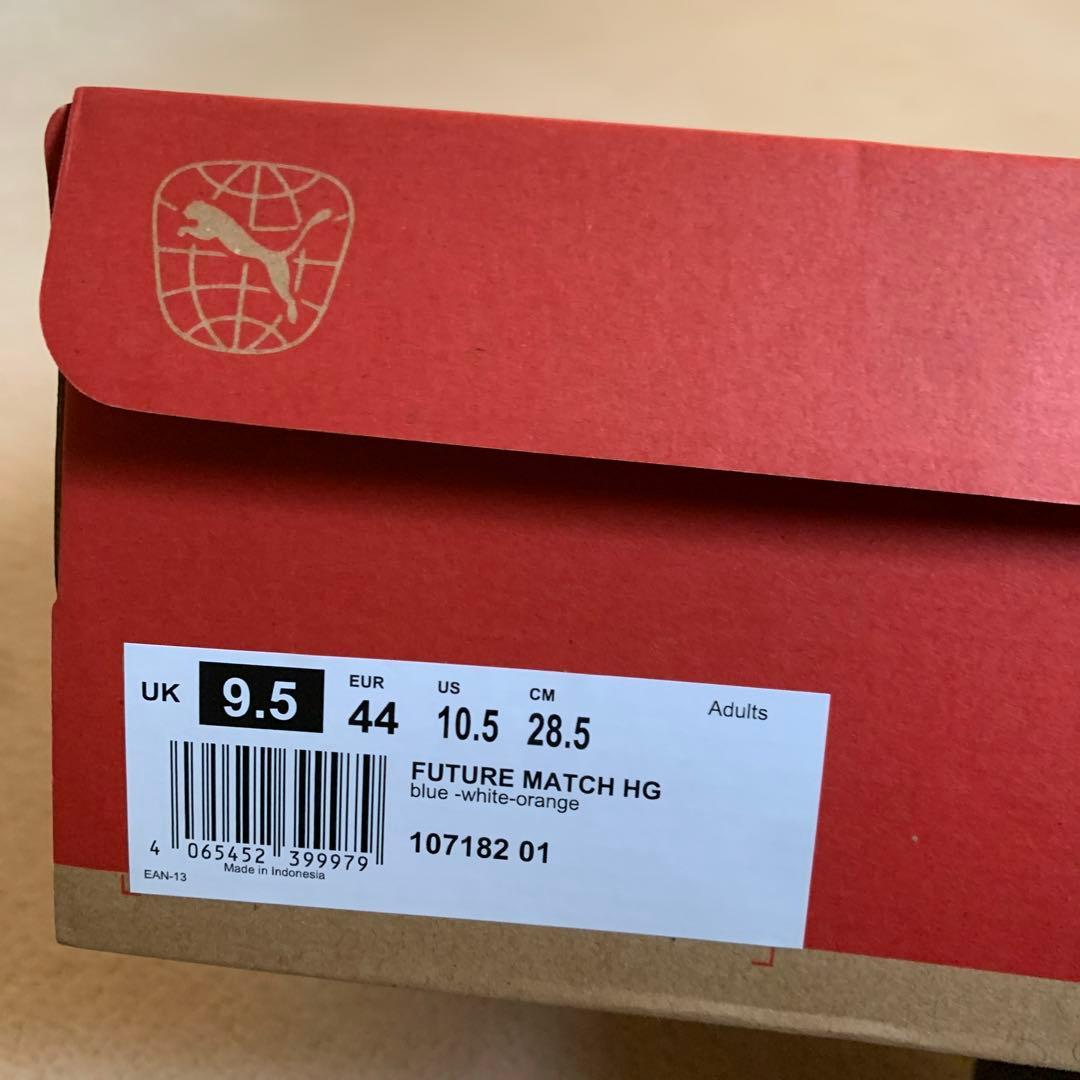 UK 9.5 EUR 44 US 10.5 CM 28.5 Adults
FUTURE MATCH HG
blue -white-orange
107182 01
4 065452 399979
Made in Indonesia
EAN-13